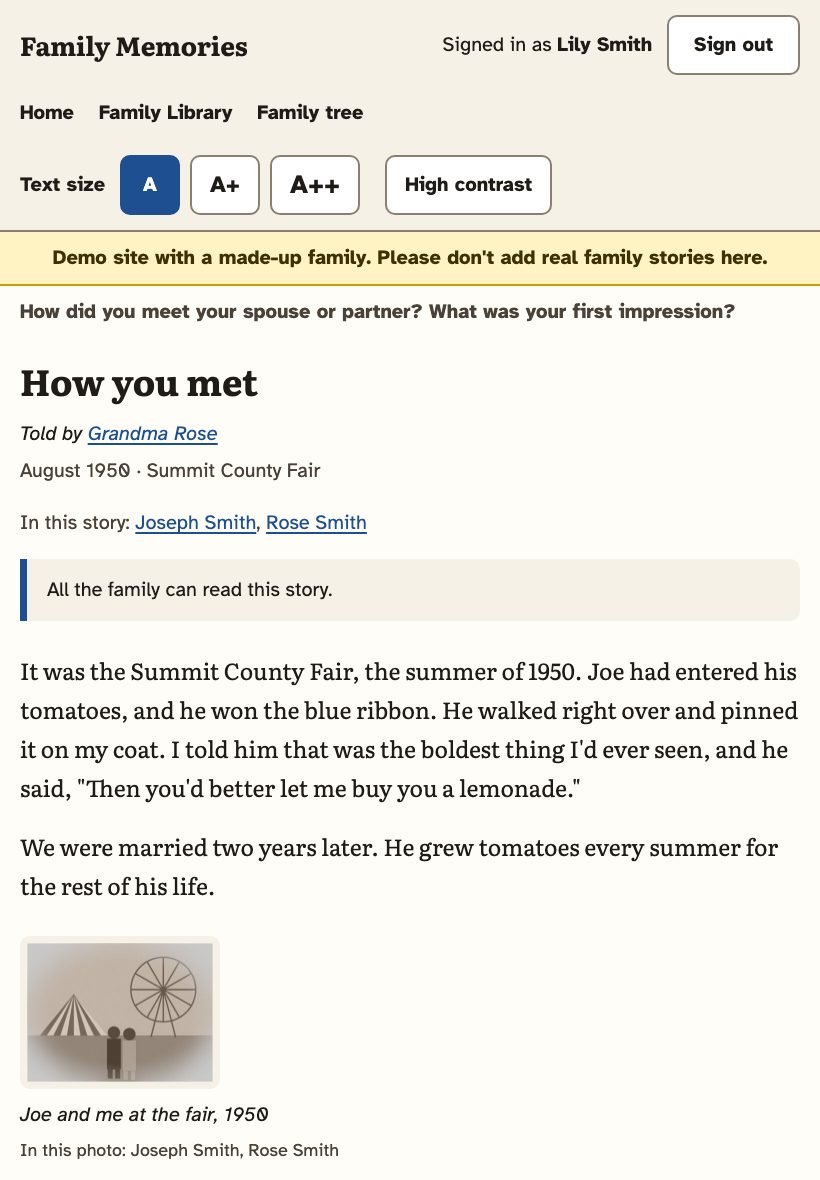 Family Memories
Signed in as Lily Smith
Sign out
Home Family Library Family tree
Text size A A+ A++ High contrast
Demo site with a made-up family. Please don't add real family stories here.
How did you meet your spouse or partner? What was your first impression?
How you met
Told by Grandma Rose
August 1950 · Summit County Fair
In this story: Joseph Smith, Rose Smith
All the family can read this story.
It was the Summit County Fair, the summer of 1950. Joe had entered his
tomatoes, and he won the blue ribbon. He walked right over and pinned
it on my coat. I told him that was the boldest thing I'd ever seen, and he
said, "Then you'd better let me buy you a lemonade."
We were married two years later. He grew tomatoes every summer for
the rest of his life.
Joe and me at the fair, 1950
In this photo: Joseph Smith, Rose Smith